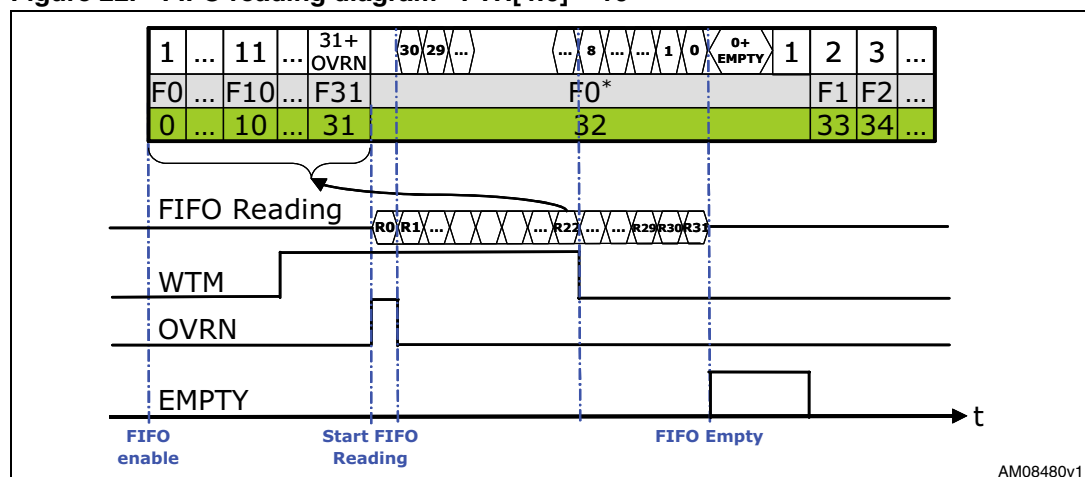 1 ... 11 ... 31+ OVRN 30 29 ... ... 8 ... ... 1 0 0+ EMPTY 1 2 3 ...
F0 ... F10 ... F31 F0* F1 F2 ...
0 ... 10 ... 31 32 33 34 ...
FIFO Reading R0 R1 ... ... R22 ... ... R29 R30 R31
WTM
OVRN
EMPTY
t
FIFO enable Start FIFO Reading FIFO Empty
AM08480v1